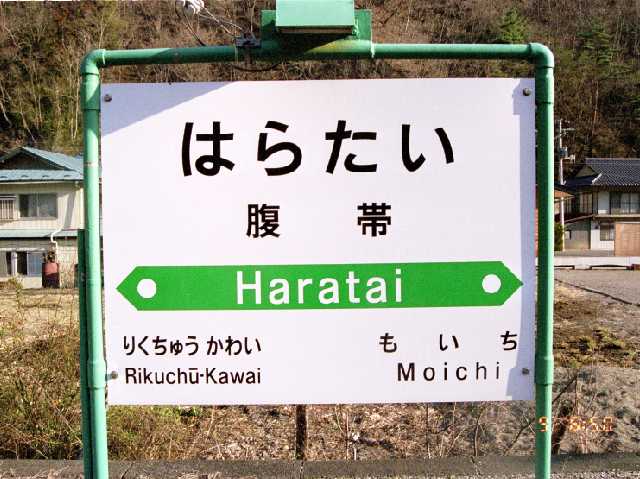 はらたい
腹帯
Haratai
りくちゅう かわい もいち
Rikuchū-Kawai Moichi